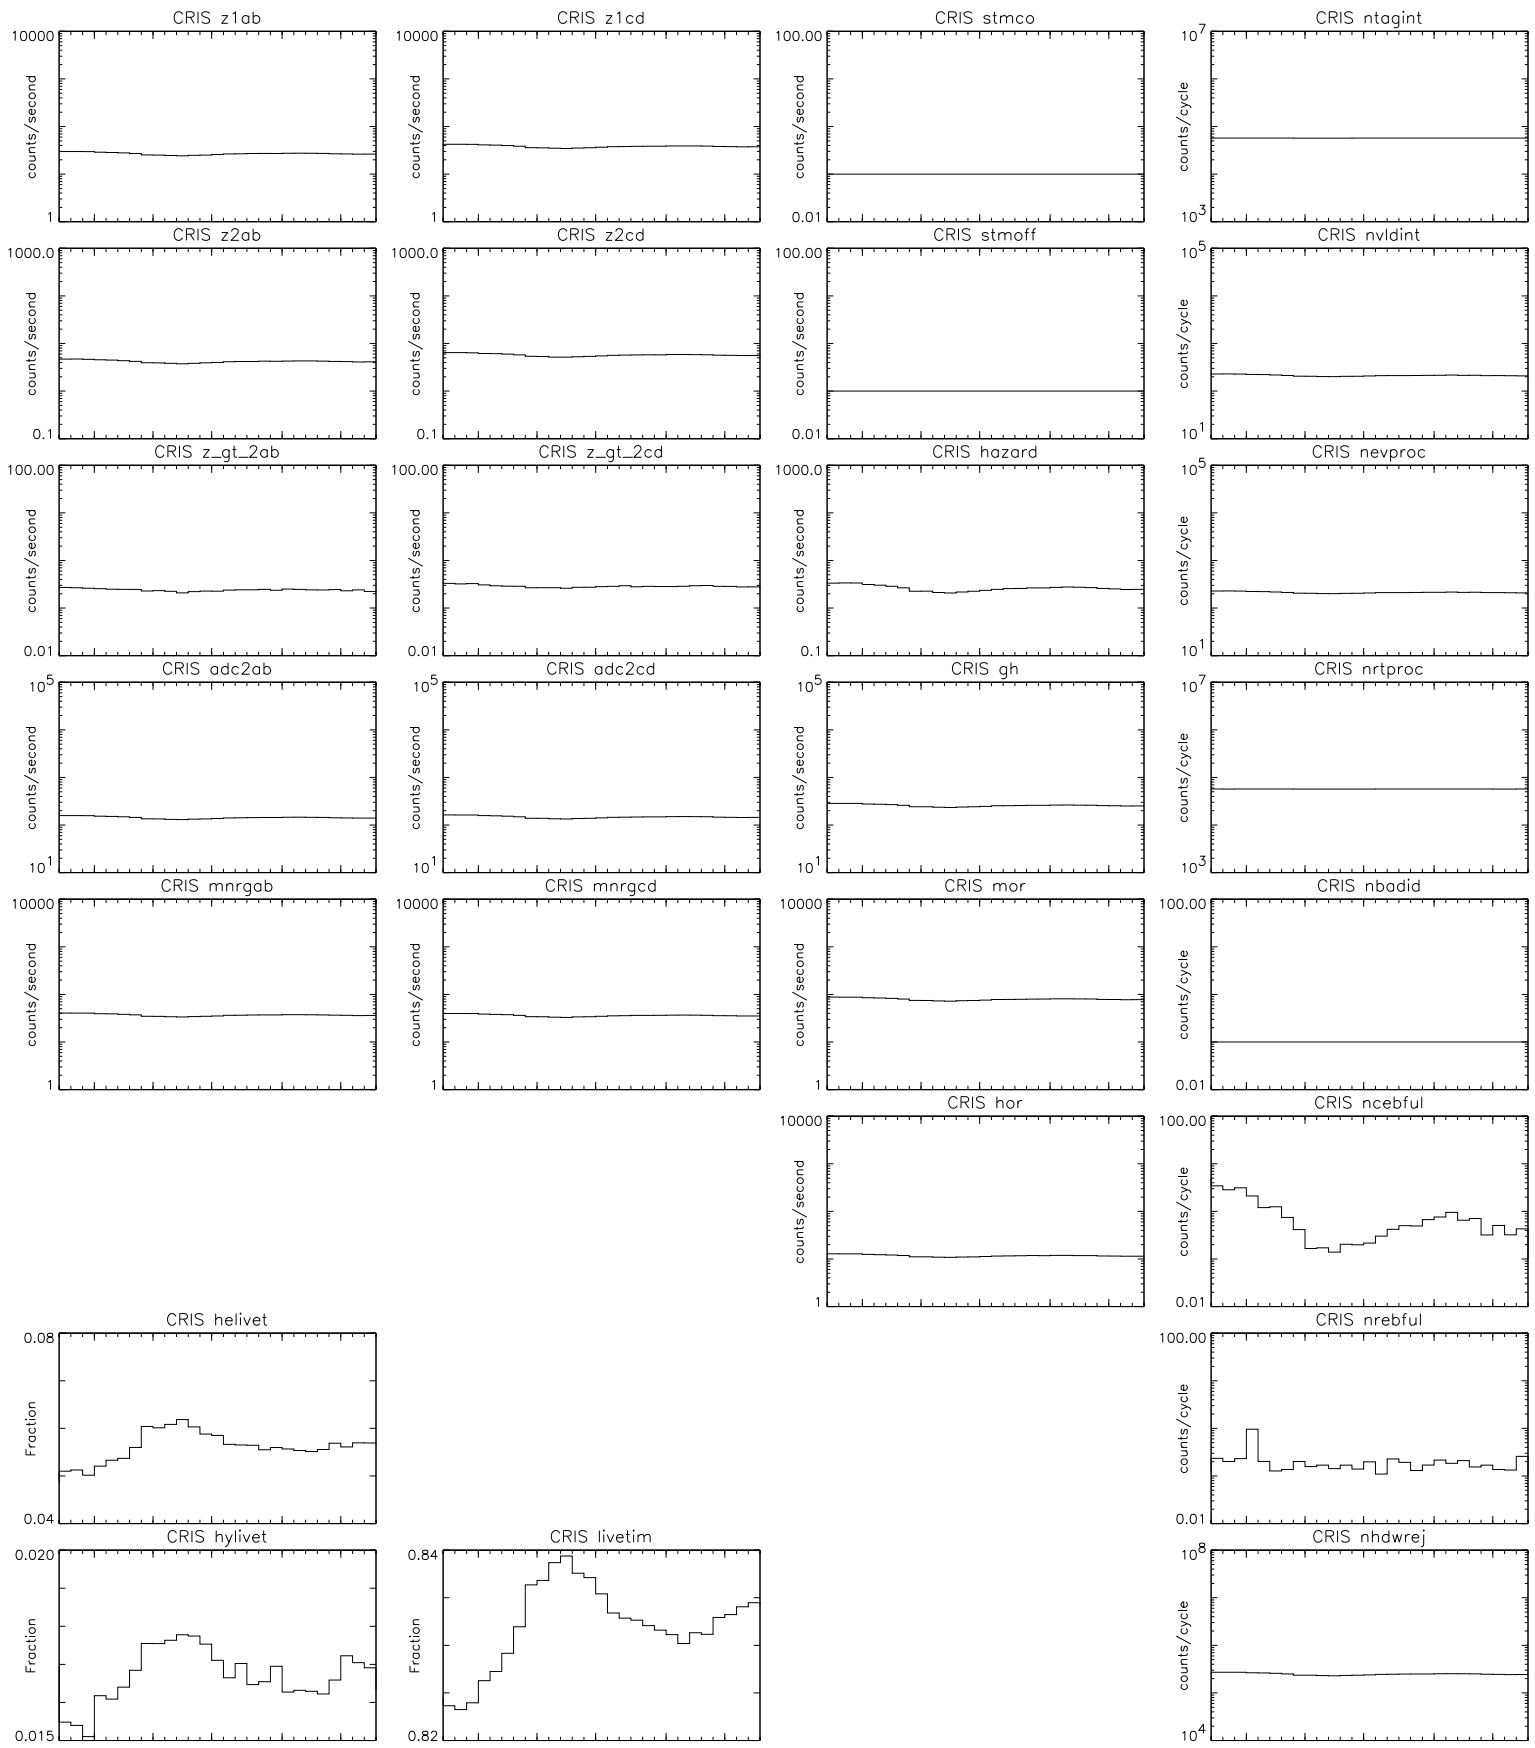 CRIS z1ab
CRIS z1cd
CRIS stmco
CRIS ntagint
10000
counts/second
1
10000
counts/second
1
100.00
counts/second
0.01
10^7
counts/cycle
10^3
CRIS z2ab
CRIS z2cd
CRIS stmoff
CRIS nvldint
1000.0
counts/second
0.1
1000.0
counts/second
0.1
100.00
counts/second
0.01
10^5
counts/cycle
10^1
CRIS z_gt_2ab
CRIS z_gt_2cd
CRIS hazard
CRIS nevproc
100.00
counts/second
0.01
100.00
counts/second
0.01
1000.0
counts/second
0.1
10^5
counts/cycle
10^1
CRIS adc2ab
CRIS adc2cd
CRIS gh
CRIS nrtproc
10^5
counts/second
10^1
10^5
counts/second
10^1
10^5
counts/second
10^1
10^7
counts/cycle
10^3
CRIS mnrgab
CRIS mnrgcd
CRIS mor
CRIS nbadid
10000
counts/second
1
10000
counts/second
1
10000
counts/second
1
100.00
counts/cycle
0.01
CRIS hor
CRIS ncebful
10000
counts/second
1
100.00
counts/cycle
0.01
CRIS helivet
CRIS nrebful
0.08
Fraction
0.04
100.00
counts/cycle
0.01
CRIS hylivet
CRIS livetim
CRIS nhdwrej
0.020
Fraction
0.015
0.84
Fraction
0.82
10^8
counts/cycle
10^4